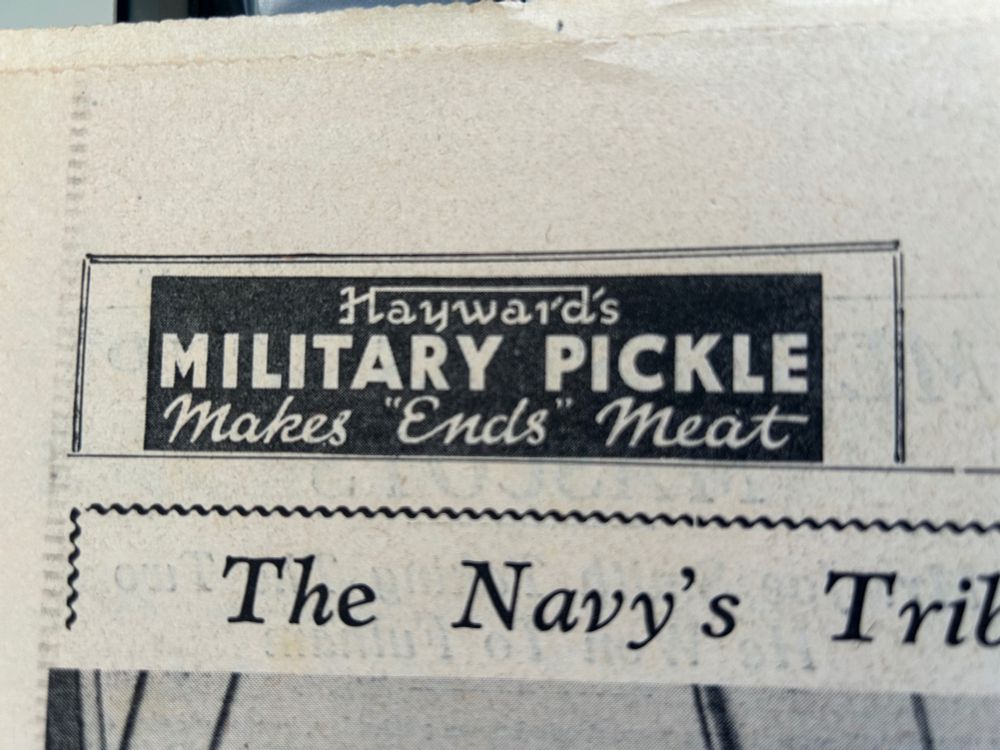 Hayward's
MILITARY PICKLE
Makes "Ends" Meat
The Navy's Trib